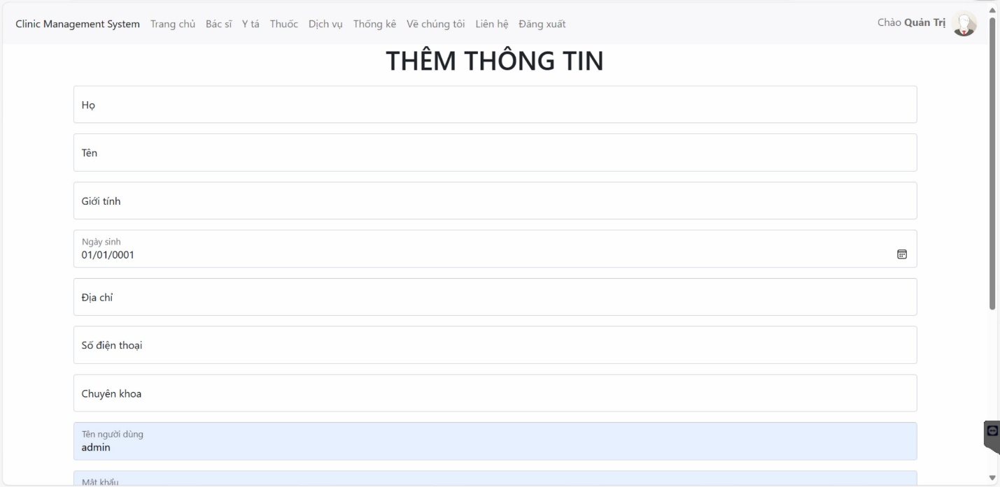 Clinic Management System Trang chủ Bác sĩ Y tá Thuốc Dịch vụ Thống kê Về chúng tôi Liên hệ Đăng xuất Chào Quản Trị
THÊM THÔNG TIN
Họ
Tên
Giới tính
Ngày sinh
01/01/0001
Địa chỉ
Số điện thoại
Chuyên khoa
Tên người dùng
admin
Mật khẩu